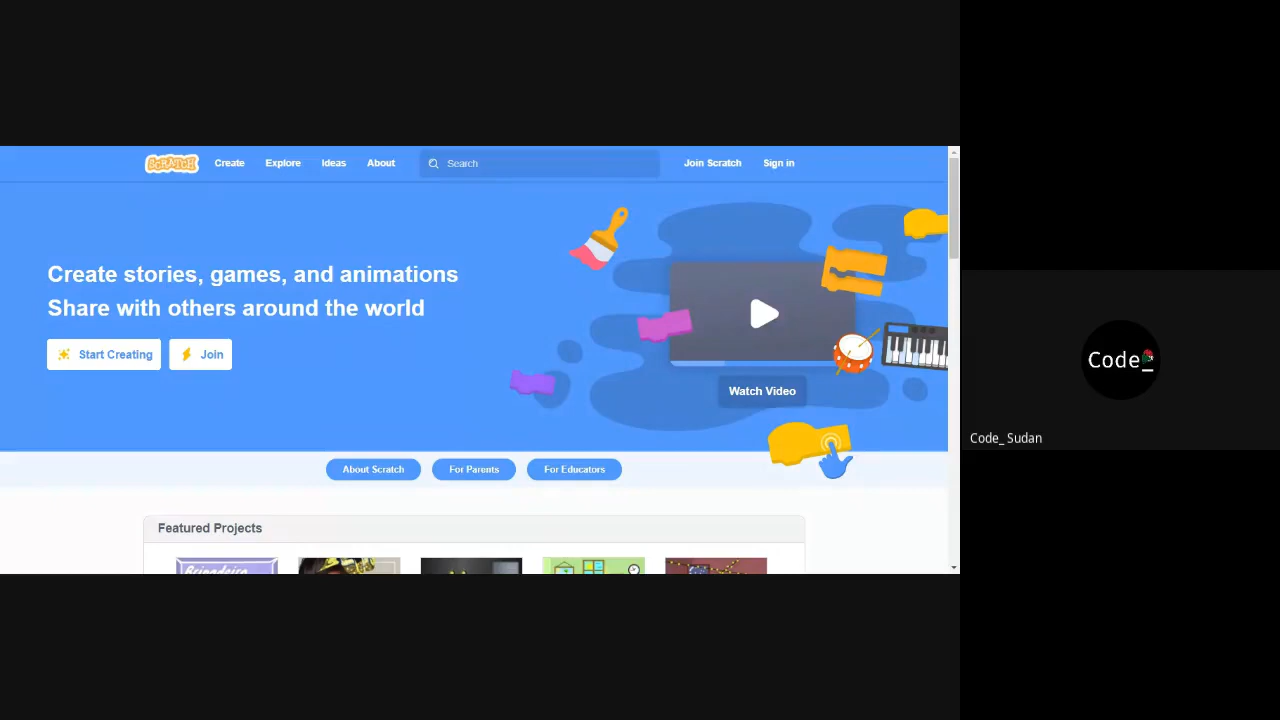 SCRATCH
Create
Explore
Ideas
About
Search
Join Scratch
Sign in
Create stories, games, and animations
Share with others around the world
Start Creating
Join
Watch Video
About Scratch
For Parents
For Educators
Featured Projects
Brigadeiro
Code_
Code_ Sudan